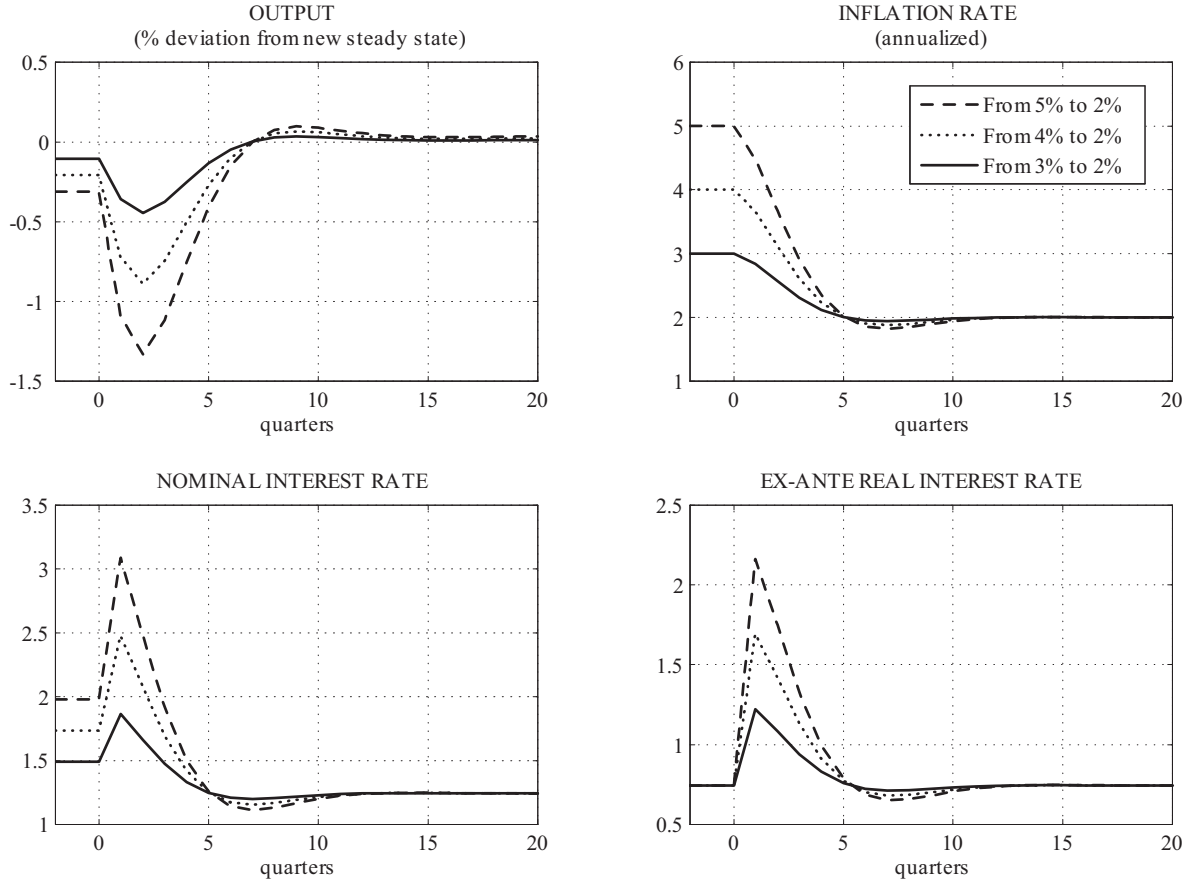 OUTPUT
(% deviation from new steady state)
0.5
0
-0.5
-1
-1.5
0 5 10 15 20
quarters
INFLATION RATE
(annualized)
6
5
4
3
2
1
From 5% to 2%
From 4% to 2%
From 3% to 2%
0 5 10 15 20
quarters
NOMINAL INTEREST RATE
3.5
3
2.5
2
1.5
1
0 5 10 15 20
quarters
EX-ANTE REAL INTEREST RATE
2.5
2
1.5
1
0.5
0 5 10 15 20
quarters